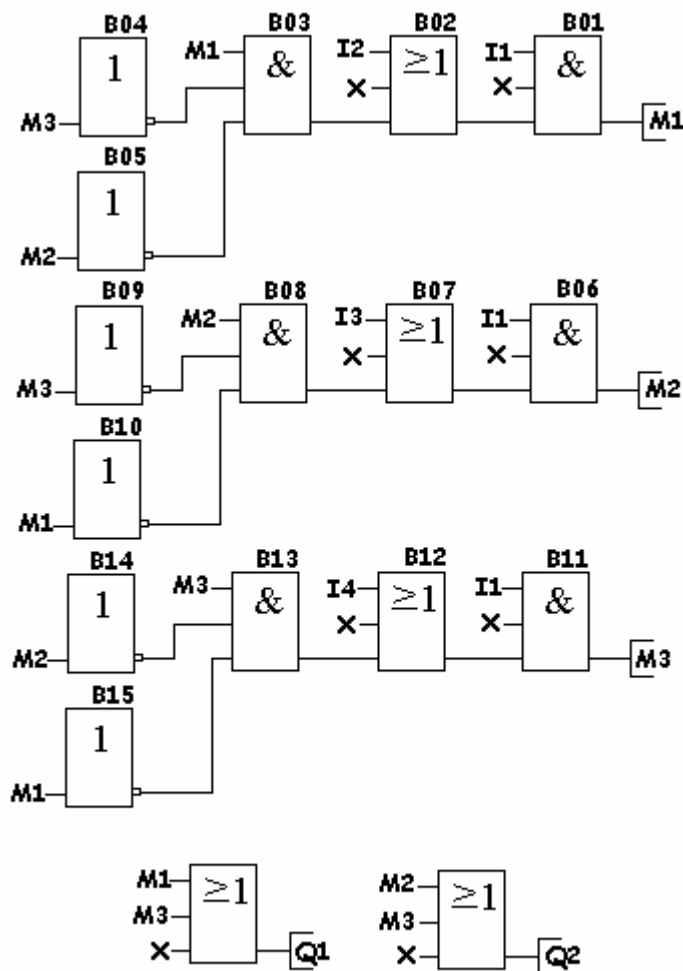 B04 B03 B02 B01
1 M1 & I2 ≥1 I1 &
× ×
M3 M1
B05
1
M2
B09 B08 B07 B06
1 M2 & I3 ≥1 I1 &
× ×
M3 M2
B10
1
M1
B14 B13 B12 B11
1 M3 & I4 ≥1 I1 &
× ×
M2 M3
B15
1
M1
M1 ≥1 M2 ≥1
M3 M3
× Q1 × Q2